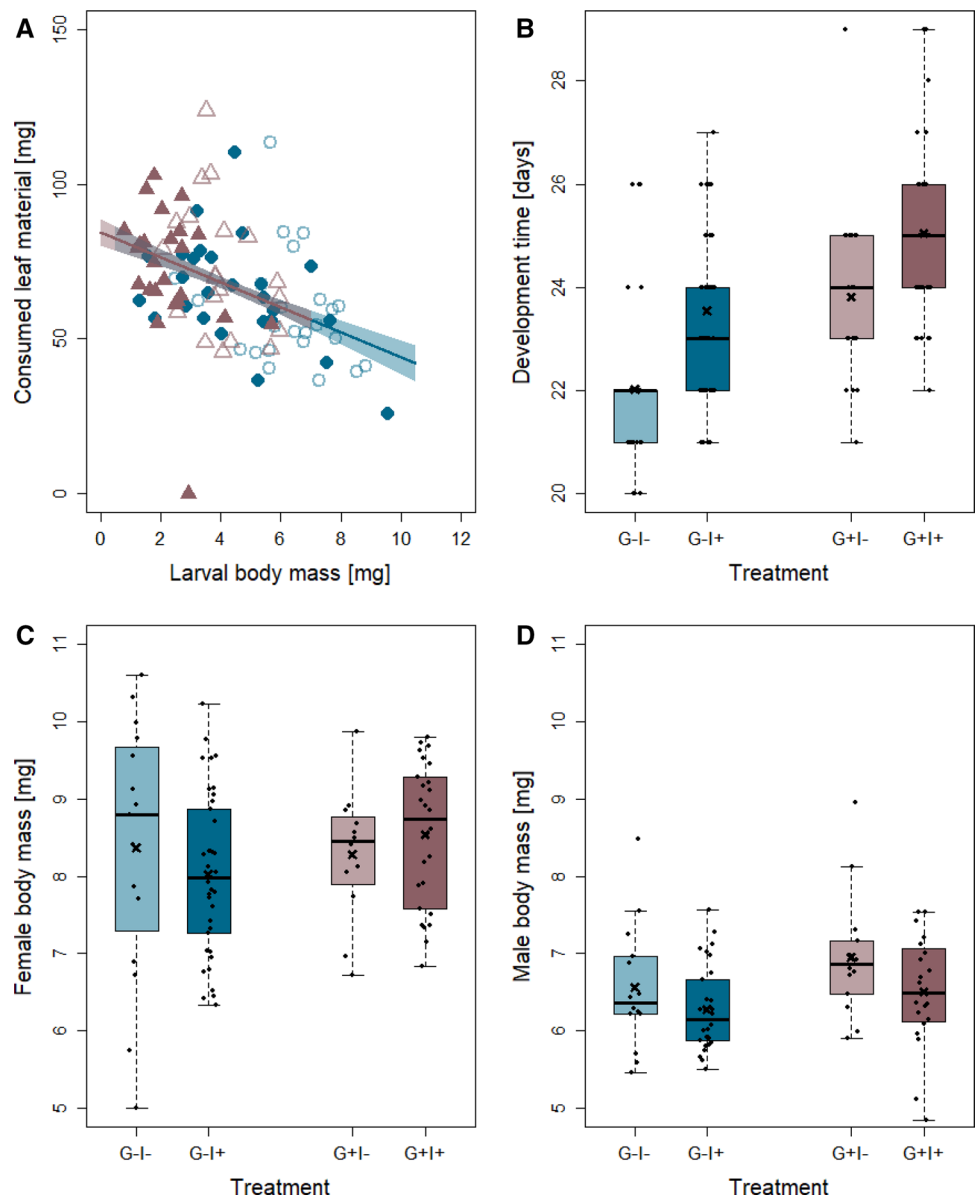 A
Consumed leaf material [mg]
150
100
50
0
0 2 4 6 8 10 12
Larval body mass [mg]
B
Development time [days]
28
26
24
22
20
G-I- G-I+ G+I- G+I+
Treatment
C
Female body mass [mg]
11
10
9
8
7
6
5
G-I- G-I+ G+I- G+I+
Treatment
D
Male body mass [mg]
11
10
9
8
7
6
5
G-I- G-I+ G+I- G+I+
Treatment